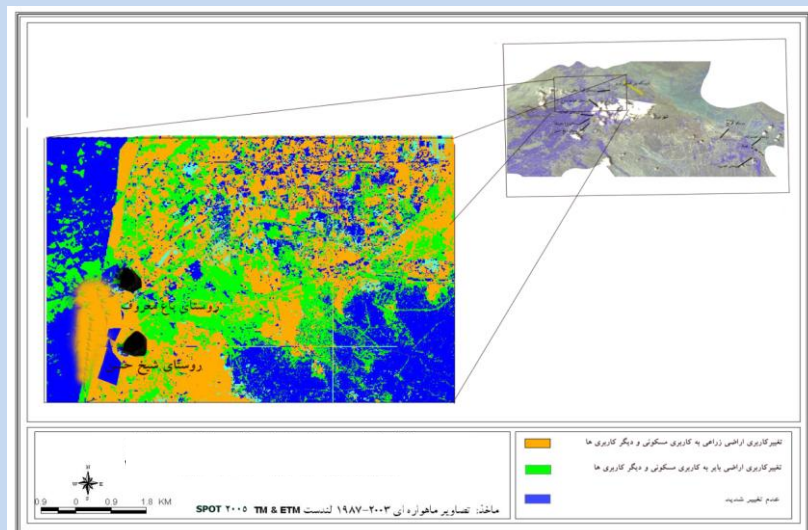 روستای باغ معروف
روستای شیخ
تغییرکاربری اراضی زراعی به کاربری مسکونی و دیگر کاربری ها
تغییرکاربری اراضی بایر به کاربری مسکونی و دیگر کاربری ها
عدم تغییر شدید
N
W E
S
0.9 0 0.9 1.8 KM
ماخذ: تصاویر ماهواره ای ۲۰۰۳-۱۹۸۷ لندست TM & ETM ۲۰۰۵ SPOT